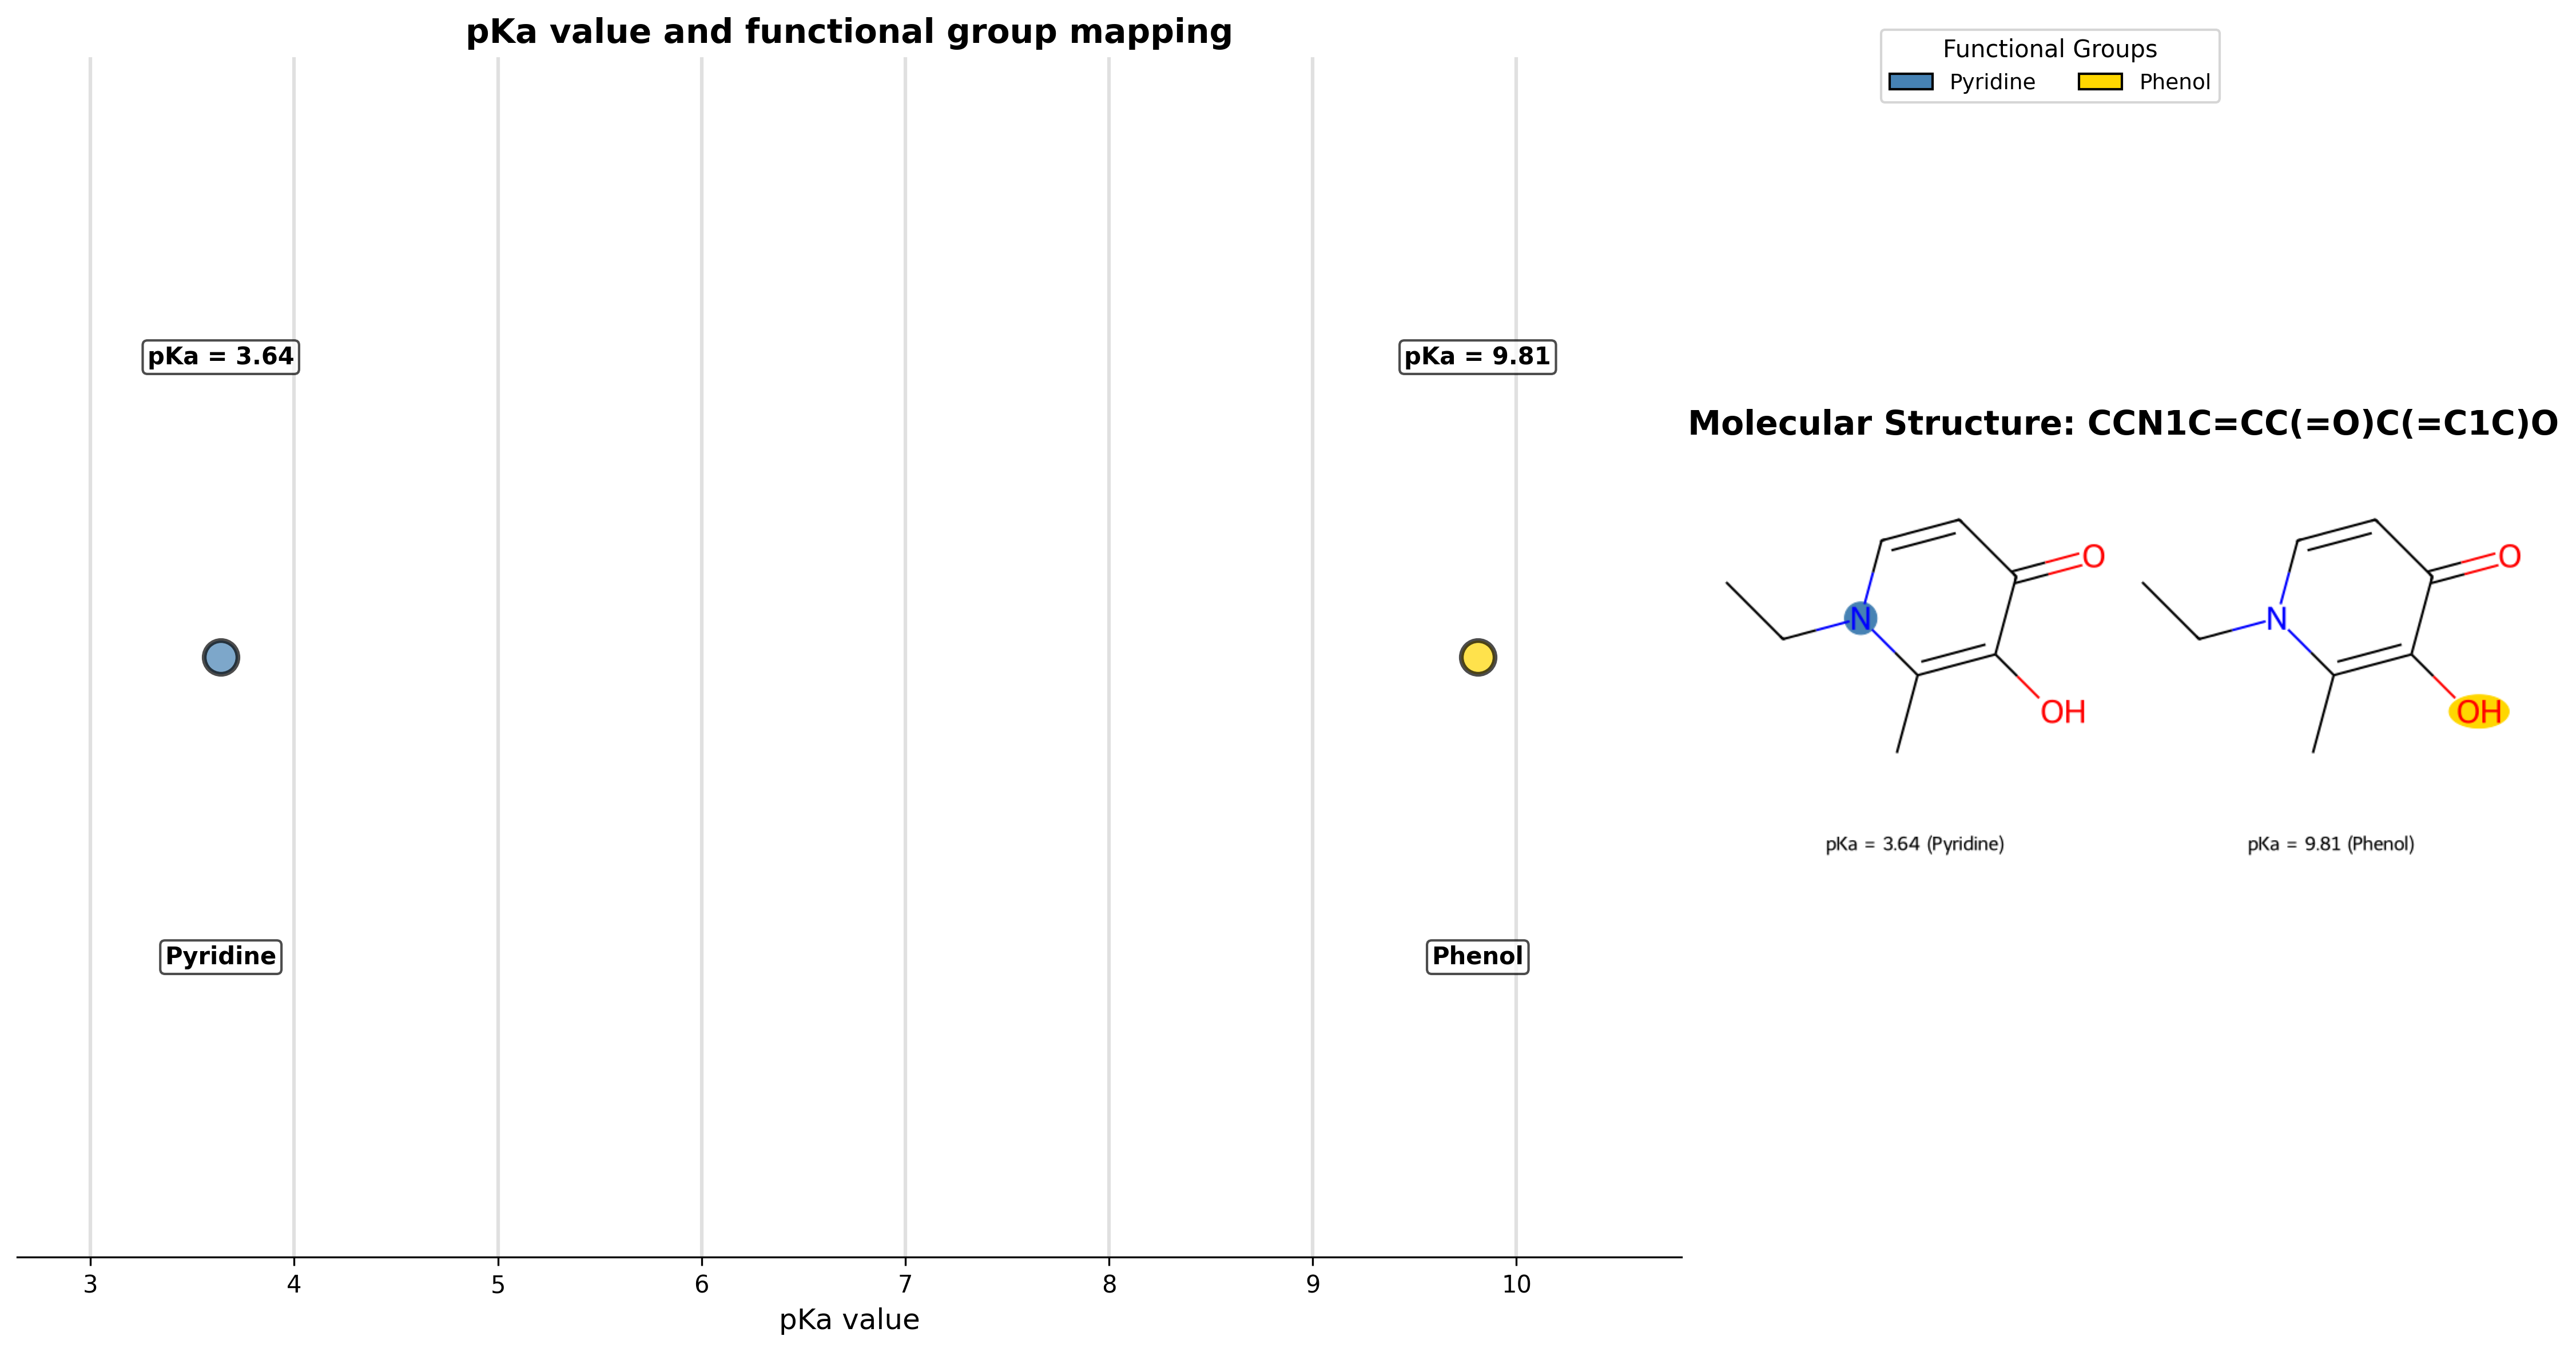 pKa value and functional group mapping
Functional Groups
Pyridine
Phenol
pKa = 3.64
pKa = 9.81
Pyridine
Phenol
3 4 5 6 7 8 9 10
pKa value
Molecular Structure: CCN1C=CC(=O)C(=C1C)O
N
O
OH
pKa = 3.64 (Pyridine)
N
O
OH
pKa = 9.81 (Phenol)